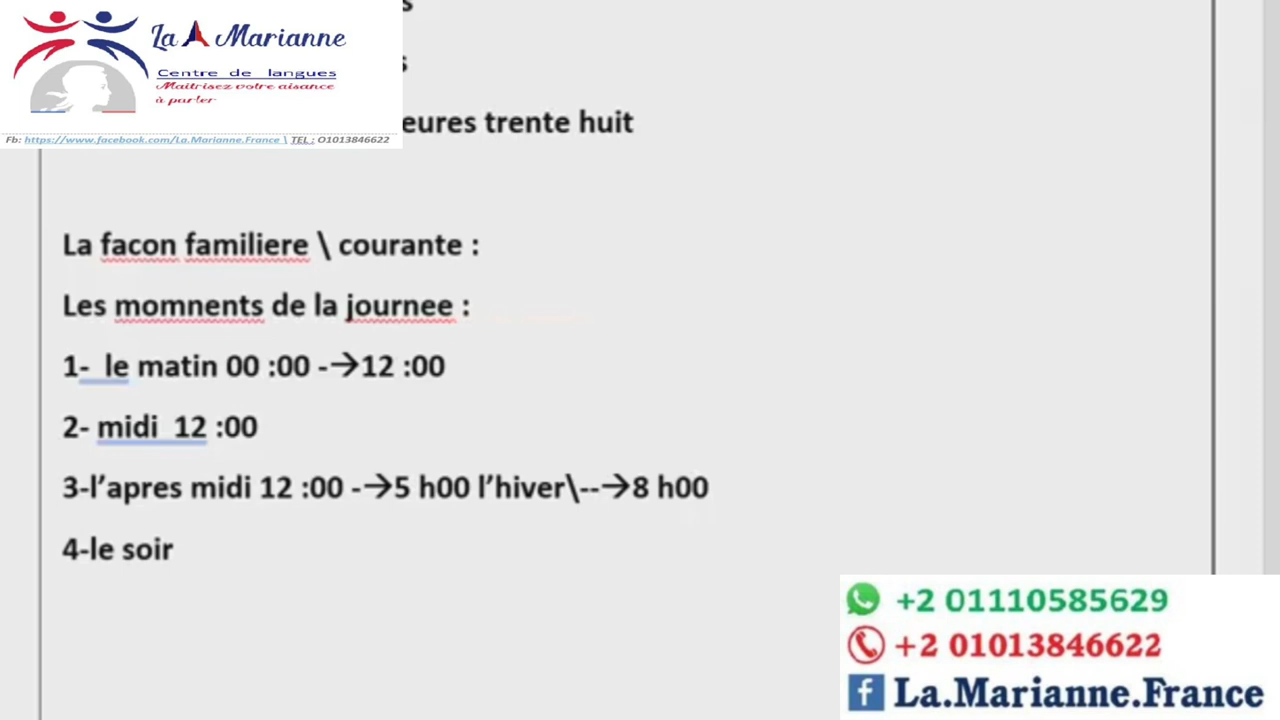 La Marianne
Centre de langues
Maitrisez votre aisance
à parler
Fb: https://www.facebook.com/La.Marianne.France \ TEL ; O1013846622
eures trente huit
La facon familiere \ courante :
Les momnents de la journee :
1- le matin 00 :00 -→12 :00
2- midi 12 :00
3-l’apres midi 12 :00 -→5 h00 l’hiver\--→8 h00
4-le soir
+2 01110585629
+2 01013846622
La.Marianne.France